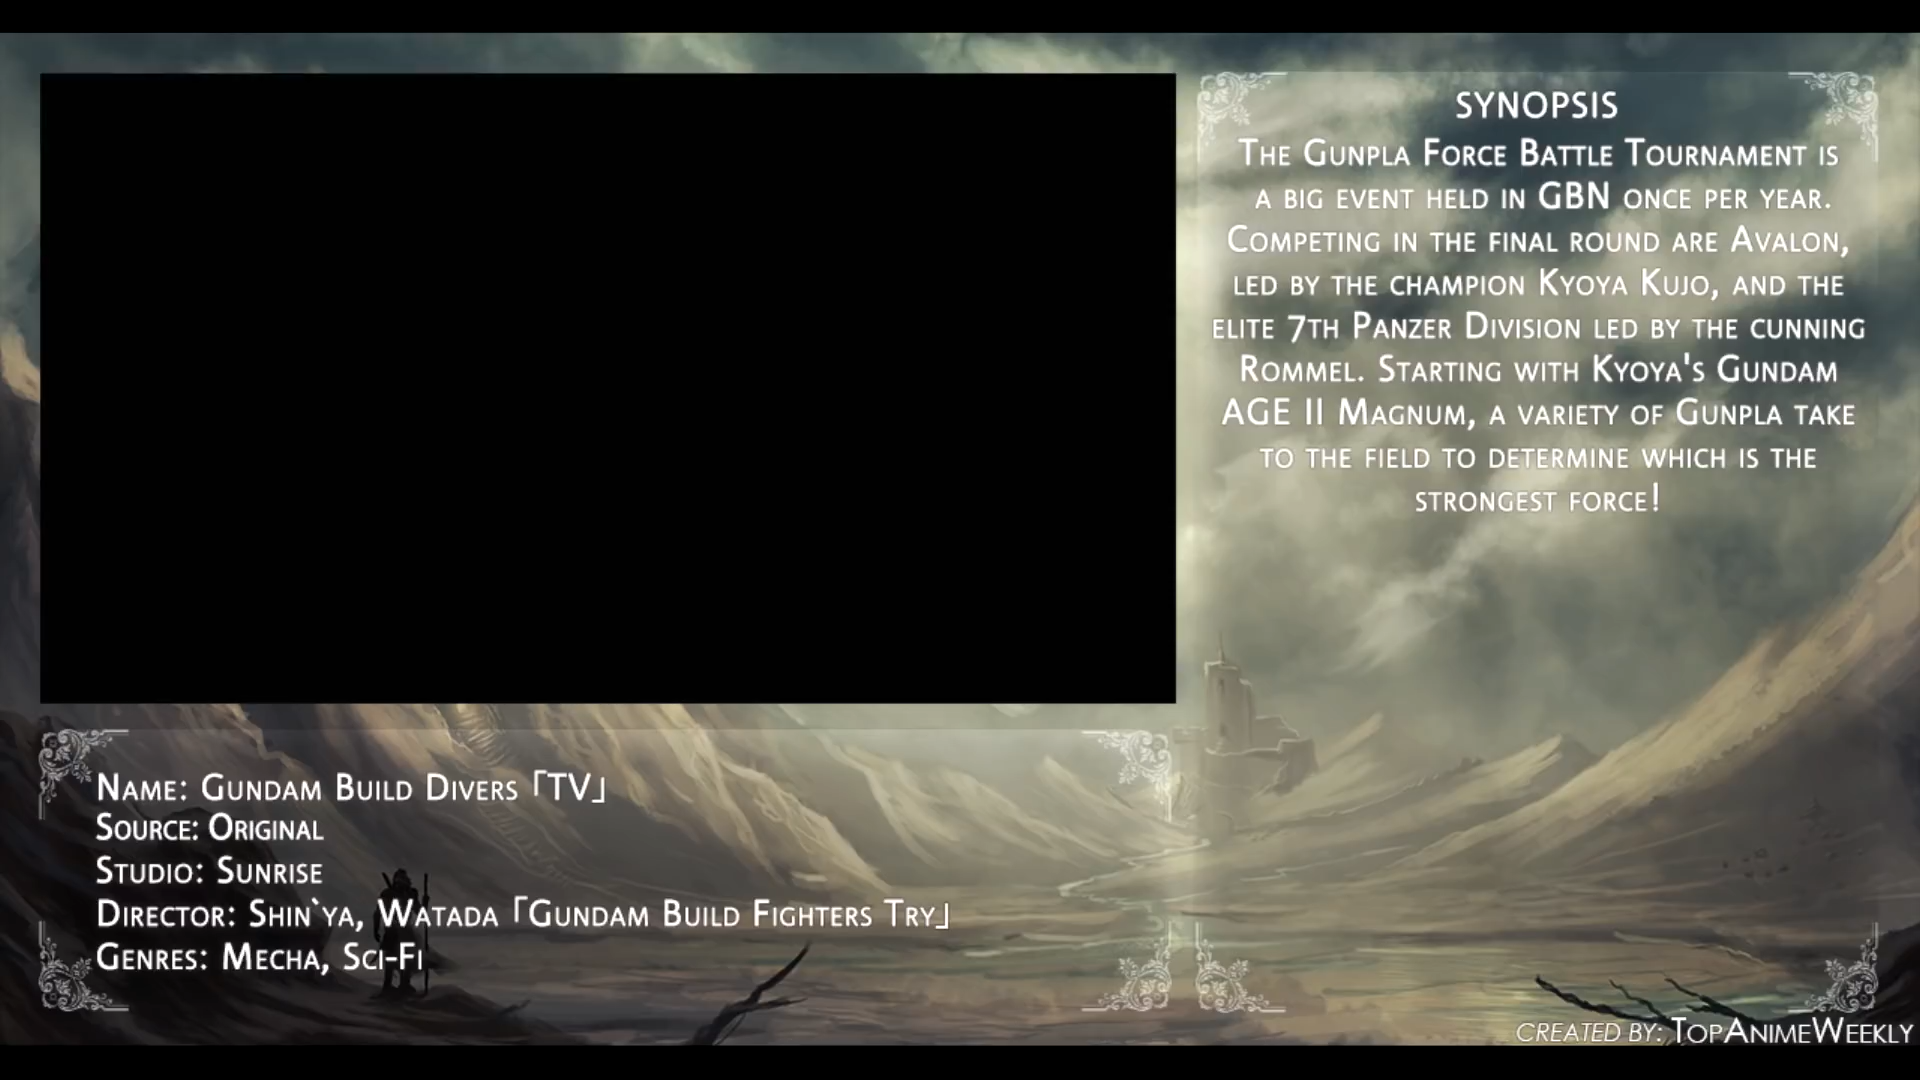 SYNOPSIS
The Gunpla Force Battle Tournament is
a big event held in GBN once per year.
Competing in the final round are Avalon,
led by the champion Kyoya Kujo, and the
elite 7th Panzer Division led by the cunning
Rommel. Starting with Kyoya's Gundam
AGE II Magnum, a variety of Gunpla take
to the field to determine which is the
strongest force!
Name: Gundam Build Divers「TV」
Source: Original
Studio: Sunrise
Director: Shin`ya, Watada「Gundam Build Fighters Try」
Genres: Mecha, Sci-Fi
CREATED BY: TopAnimeWeekly